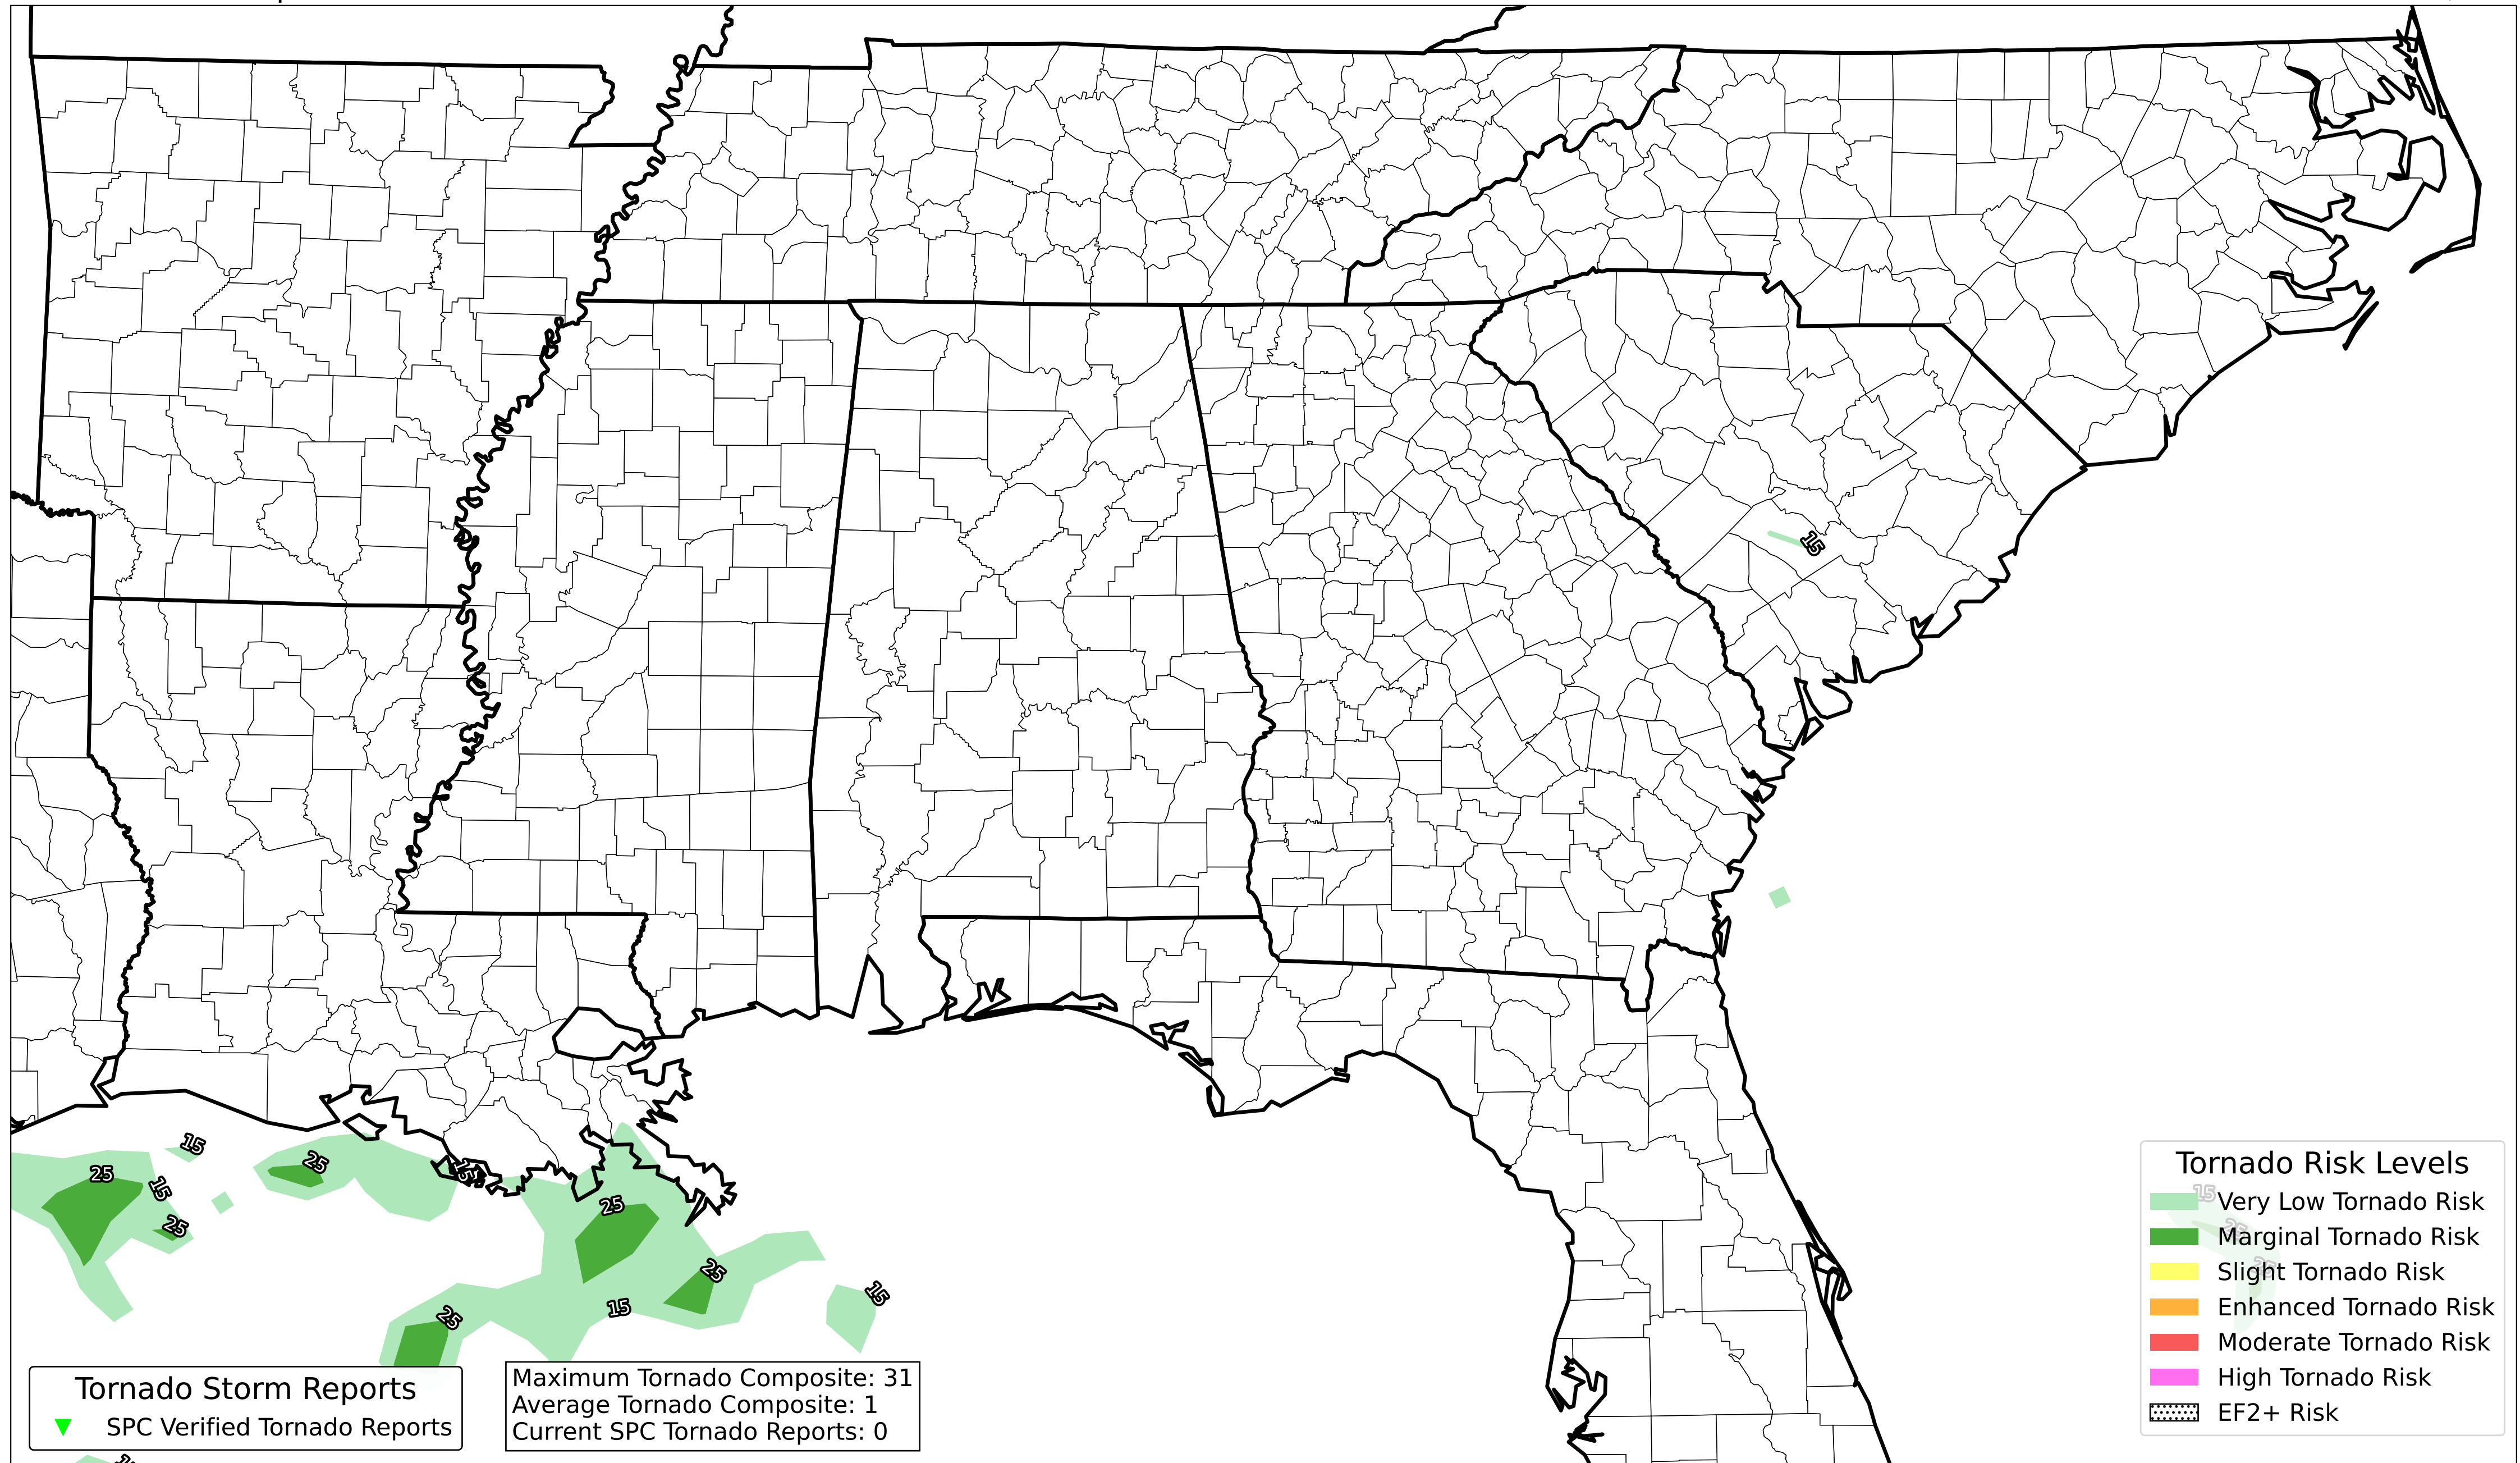 15
15
25
25
15
25
15
25
25
15
15
25
Tornado Risk Levels
15
Very Low Tornado Risk
25
Marginal Tornado Risk
Slight Tornado Risk
Enhanced Tornado Risk
Moderate Tornado Risk
High Tornado Risk
EF2+ Risk
Tornado Storm Reports
SPC Verified Tornado Reports
Maximum Tornado Composite: 31
Average Tornado Composite: 1
Current SPC Tornado Reports: 0